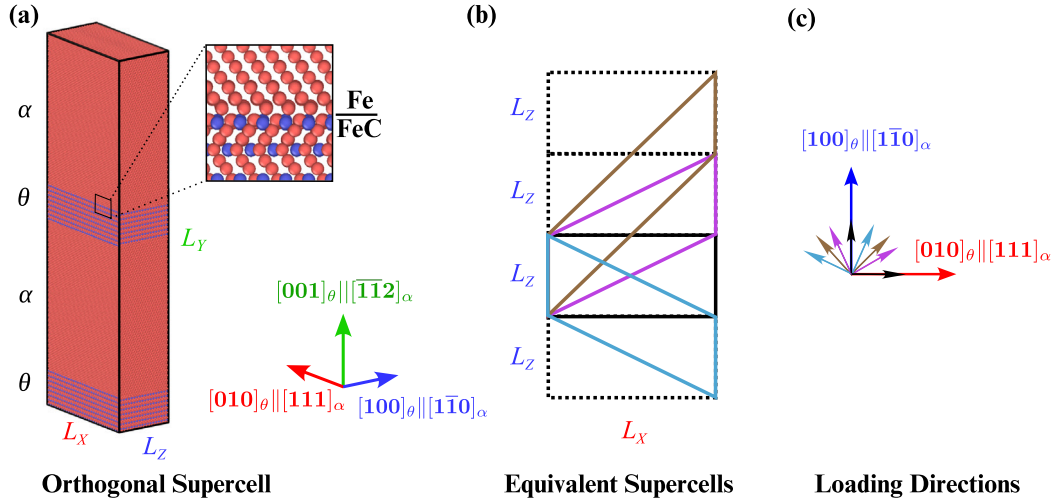 (a)
α
θ
α
θ
Fe
FeC
L_Y
[001]_θ||[1̅1̅2]_α
[010]_θ∥[111]_α
[100]_θ∥[11̅0]_α
L_X
L_Z
Orthogonal Supercell
(b)
L_Z
L_Z
L_Z
L_Z
L_X
Equivalent Supercells
(c)
[100]_θ∥[11̅0]_α
[010]_θ∥[111]_α
Loading Directions